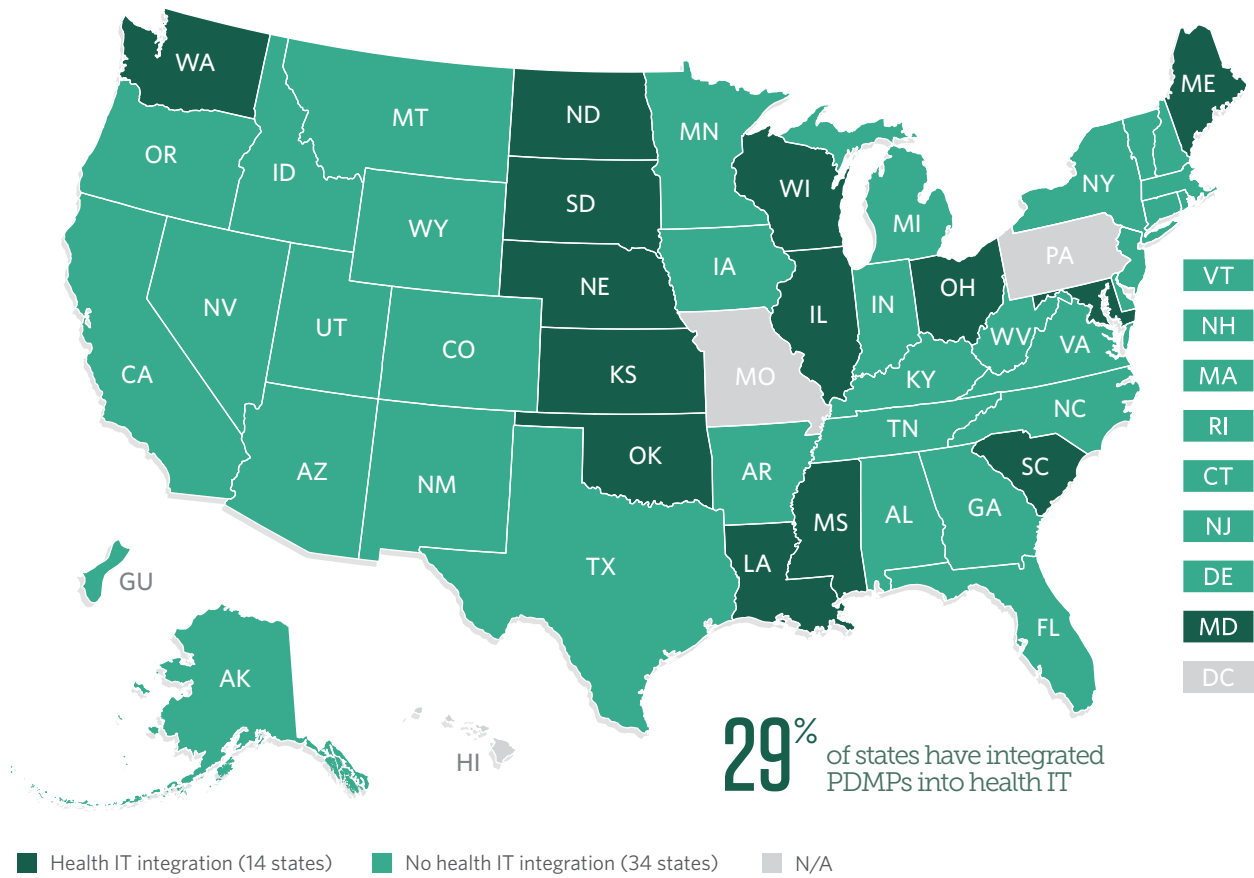 WA
ME
ND
MT
MN
OR
ID
NY
WI
SD
MI
WY
PA
IA
VT
NE
OH
IN
NV
IL
UT
NH
CO
WV
VA
CA
KS
MO
KY
MA
NC
RI
TN
OK
AZ
SC
AR
CT
NM
GA
MS
AL
NJ
TX
LA
GU
DE
FL
MD
AK
DC
HI
29%
of states have integrated
PDMPs into health IT
Health IT integration (14 states)
No health IT integration (34 states)
N/A